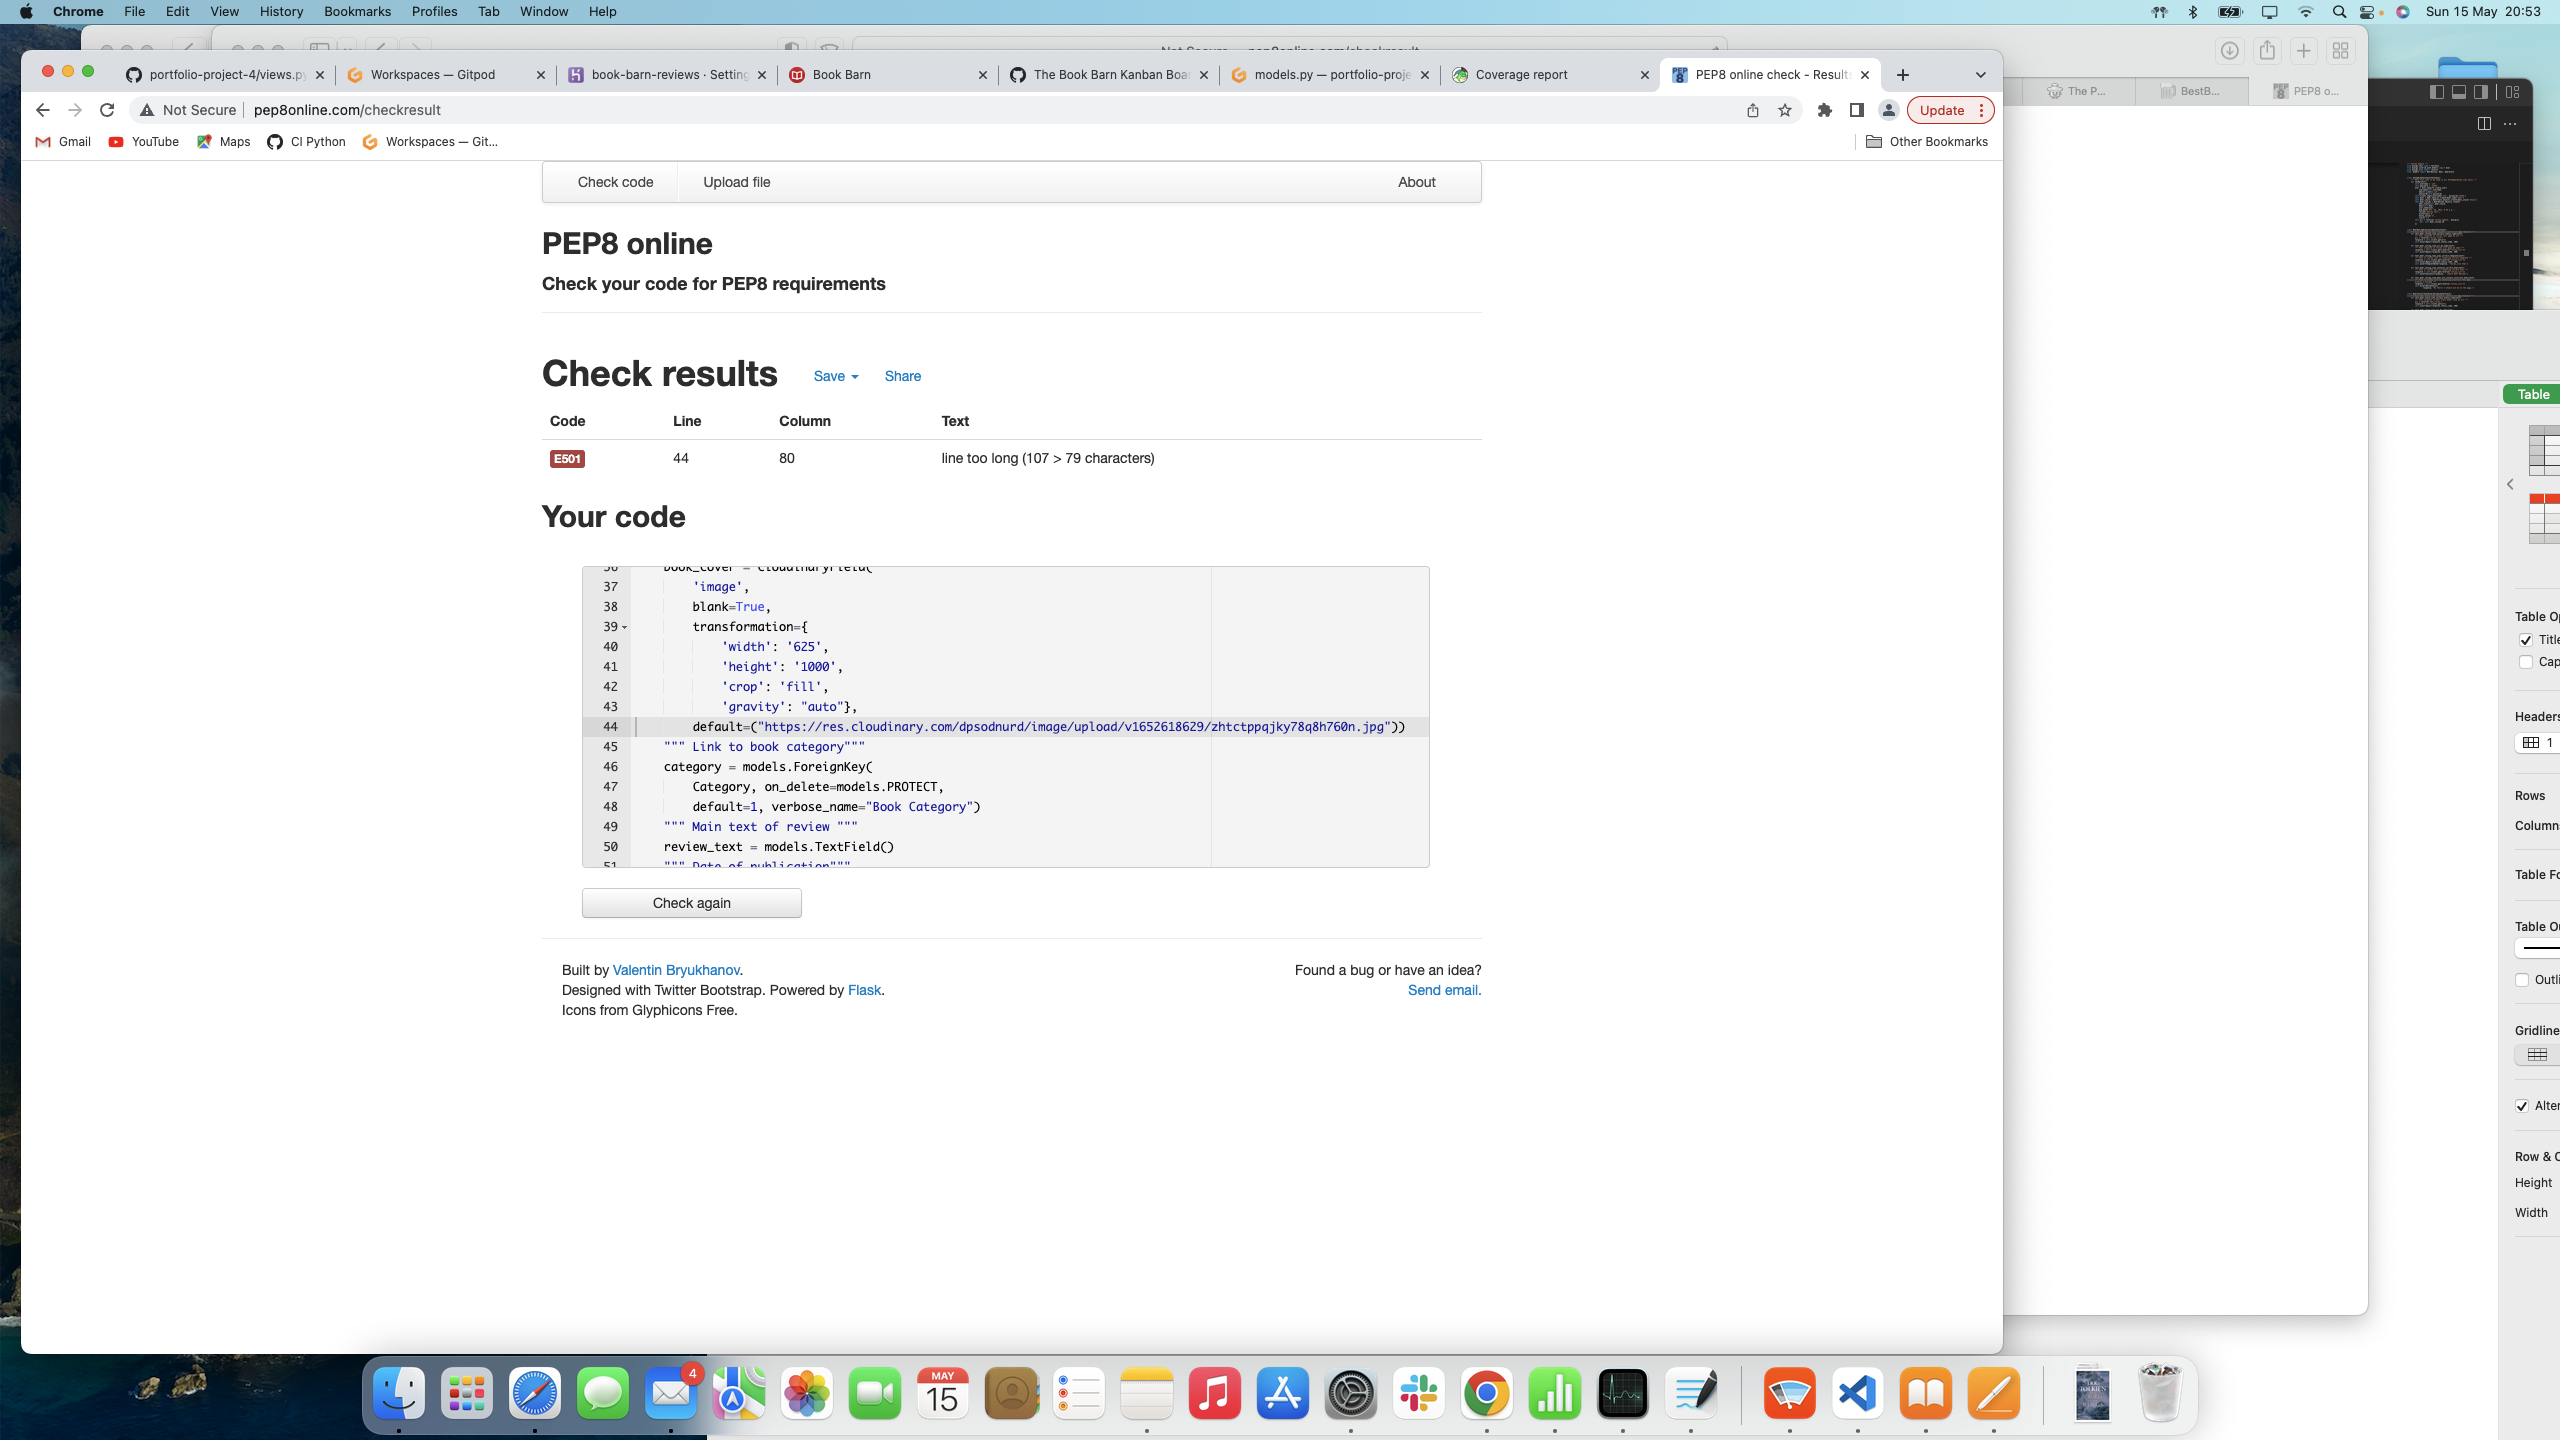 Chrome File Edit View History Bookmarks Profiles Tab Window Help
Sun 15 May 20:53
portfolio-project-4/views.py
Workspaces — Gitpod
book-barn-reviews · Setting
Book Barn
The Book Barn Kanban Boa
models.py — portfolio-proje
Coverage report
PEP8 online check - Result
The P...
BestB...
PEP8 o...
Not Secure pep8online.com/checkresult
Update
Gmail YouTube Maps CI Python Workspaces — Git...
Other Bookmarks
Check code Upload file About
PEP8 online
Check your code for PEP8 requirements
Check results Save Share
Code Line Column Text
E501 44 80 line too long (107 > 79 characters)
Your code
37 'image',
38 blank=True,
39 transformation={
40 'width': '625',
41 'height': '1000',
42 'crop': 'fill',
43 'gravity': "auto"},
44 default=("https://res.cloudinary.com/dpsodnurd/image/upload/v1652618629/zhtctppqjky78q8h760n.jpg"))
45 """ Link to book category"""
46 category = models.ForeignKey(
47 Category, on_delete=models.PROTECT,
48 default=1, verbose_name="Book Category")
49 """ Main text of review """
50 review_text = models.TextField()
Check again
Built by Valentin Bryukhanov.
Designed with Twitter Bootstrap. Powered by Flask.
Icons from Glyphicons Free.
Found a bug or have an idea?
Send email.
Table
Table Op
Title
Cap
Headers
1
Rows
Column
Table Fo
Table Ou
Outli
Gridline
Alter
Row & C
Height
Width
4
MAY
15